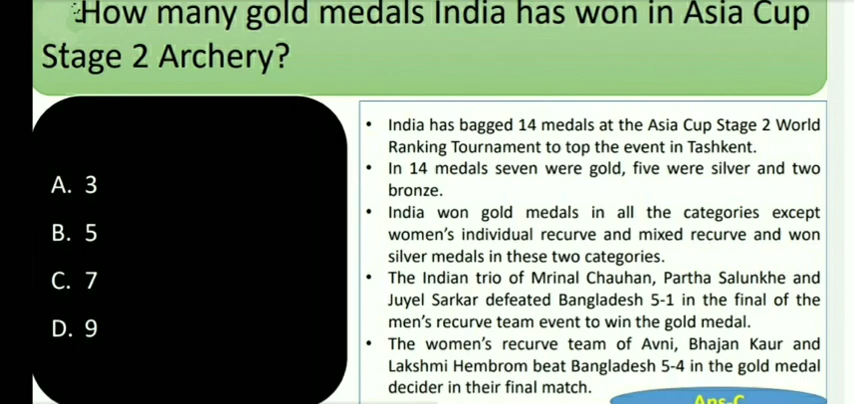 How many gold medals India has won in Asia Cup
Stage 2 Archery?
A. 3
B. 5
C. 7
D. 9
• India has bagged 14 medals at the Asia Cup Stage 2 World
Ranking Tournament to top the event in Tashkent.
• In 14 medals seven were gold, five were silver and two
bronze.
• India won gold medals in all the categories except
women's individual recurve and mixed recurve and won
silver medals in these two categories.
• The Indian trio of Mrinal Chauhan, Partha Salunkhe and
Juyel Sarkar defeated Bangladesh 5-1 in the final of the
men's recurve team event to win the gold medal.
• The women's recurve team of Avni, Bhajan Kaur and
Lakshmi Hembrom beat Bangladesh 5-4 in the gold medal
decider in their final match.
Ans-C